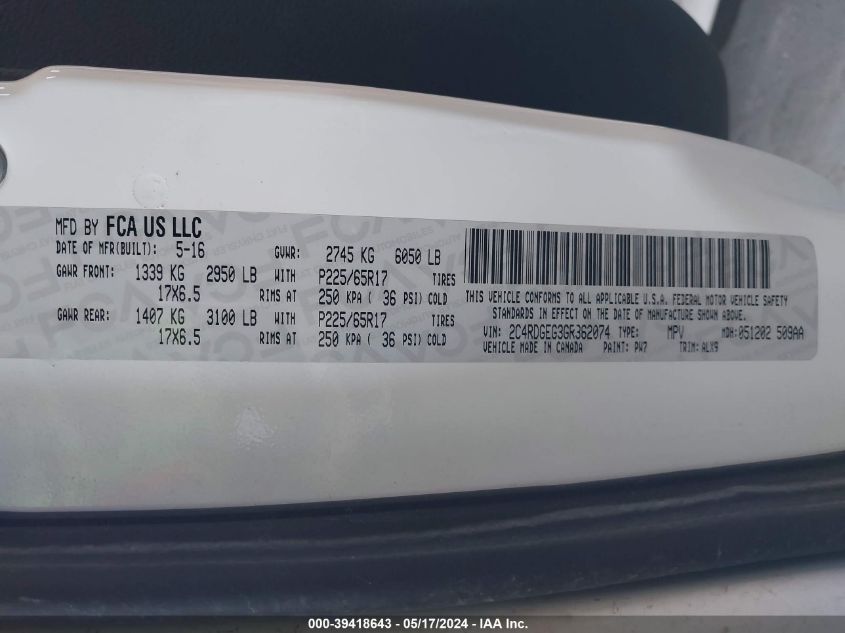 MFD BY FCA US LLC
DATE OF MFR(BUILT): 5-16 GVWR: 2745 KG 6050 LB
GAWR FRONT: 1339 KG 2950 LB WITH P225/65R17 TIRES
17X6.5 RIMS AT 250 KPA ( 36 PSI) COLD
GAWR REAR: 1407 KG 3100 LB WITH P225/65R17 TIRES
17X6.5 RIMS AT 250 KPA ( 36 PSI) COLD
THIS VEHICLE CONFORMS TO ALL APPLICABLE U.S.A. FEDERAL MOTOR VEHICLE SAFETY
STANDARDS IN EFFECT ON THE DATE OF MANUFACTURE SHOWN ABOVE.
VIN: 2C4RDGEG3GR362074 TYPE: MPV MDH: 051202 509AA
VEHICLE MADE IN CANADA PAINT: PW7 TRIM: ALX9
000-39418643 - 05/17/2024 - IAA Inc.